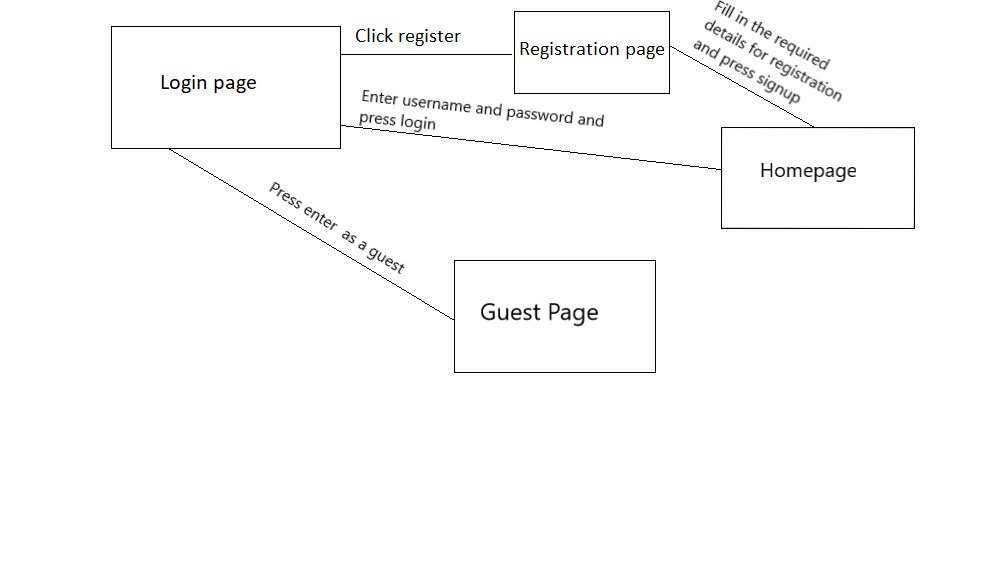 Login page
Click register
Registration page
Fill in the required
details for registration
and press signup
Enter username and password and
press login
Homepage
Press enter as a guest
Guest Page